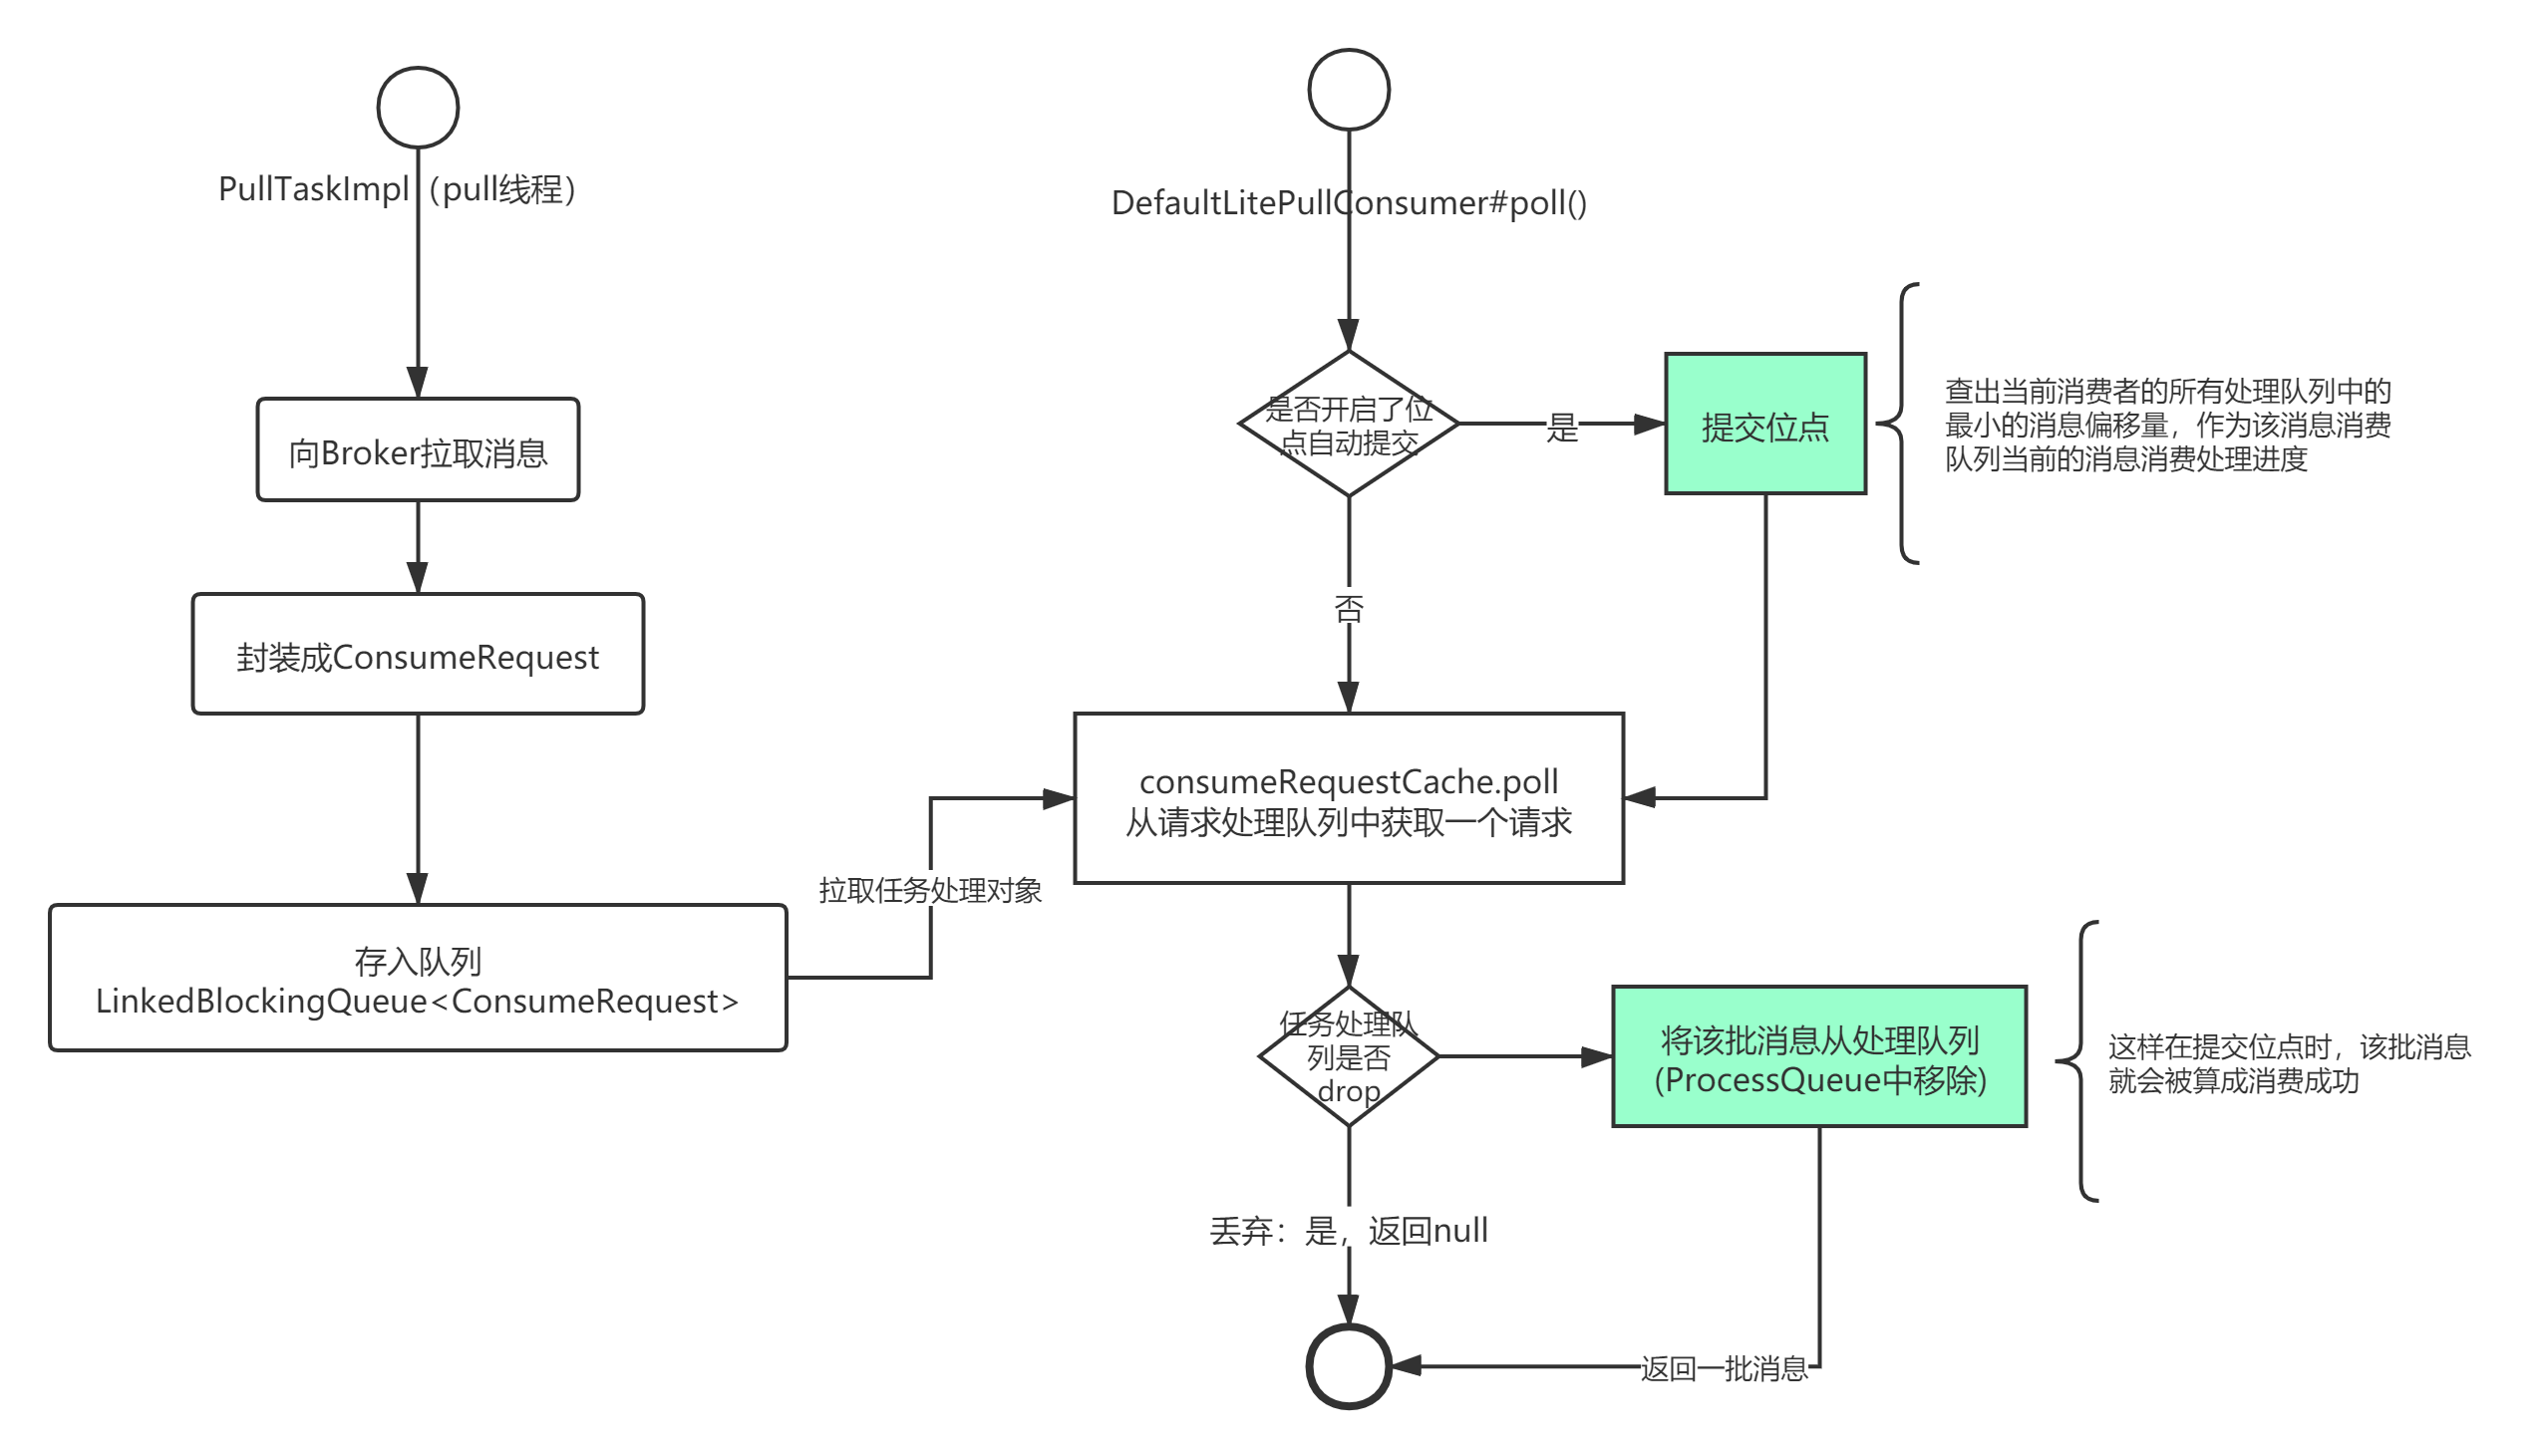 PullTaskImpl（pull线程）
向Broker拉取消息
封装成ConsumeRequest
存入队列
LinkedBlockingQueue<ConsumeRequest>
拉取任务处理对象
DefaultLitePullConsumer#poll()
是否开启了位
点自动提交
是
提交位点
查出当前消费者的所有处理队列中的
最小的消息偏移量，作为该消息消费
队列当前的消息消费处理进度
否
consumeRequestCache.poll
从请求处理队列中获取一个请求
任务处理队
列是否
drop
将该批消息从处理队列
(ProcessQueue中移除)
这样在提交位点时，该批消息
就会被算成消费成功
丢弃：是，返回null
返回一批消息